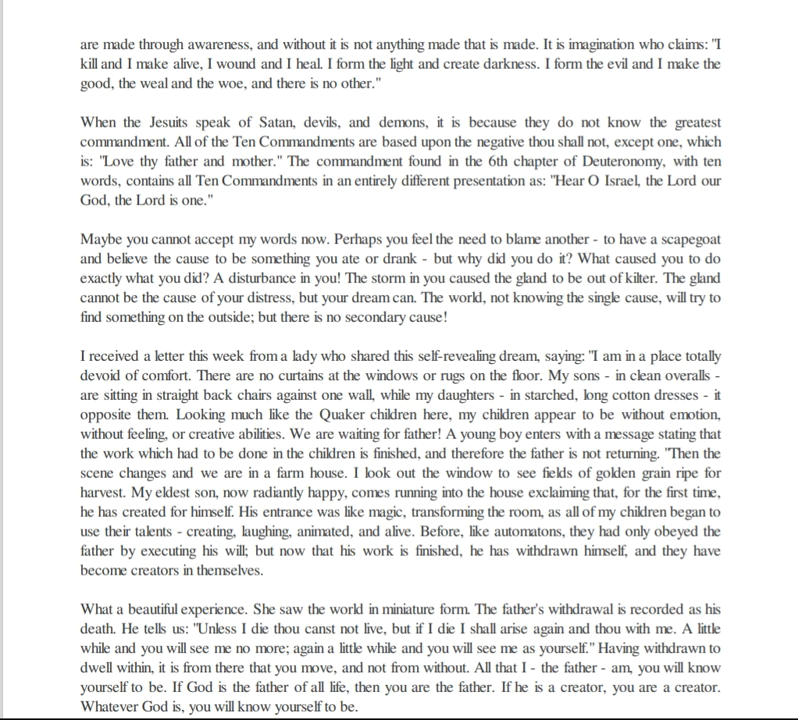 are made through awareness, and without it is not anything made that is made. It is imagination who claims: "I
kill and I make alive, I wound and I heal. I form the light and create darkness. I form the evil and I make the
good, the weal and the woe, and there is no other."
When the Jesuits speak of Satan, devils, and demons, it is because they do not know the greatest
commandment. All of the Ten Commandments are based upon the negative thou shall not, except one, which
is: "Love thy father and mother." The commandment found in the 6th chapter of Deuteronomy, with ten
words, contains all Ten Commandments in an entirely different presentation as: "Hear O Israel, the Lord our
God, the Lord is one."
Maybe you cannot accept my words now. Perhaps you feel the need to blame another - to have a scapegoat
and believe the cause to be something you ate or drank - but why did you do it? What caused you to do
exactly what you did? A disturbance in you! The storm in you caused the gland to be out of kilter. The gland
cannot be the cause of your distress, but your dream can. The world, not knowing the single cause, will try to
find something on the outside; but there is no secondary cause!
I received a letter this week from a lady who shared this self-revealing dream, saying: "I am in a place totally
devoid of comfort. There are no curtains at the windows or rugs on the floor. My sons - in clean overalls -
are sitting in straight back chairs against one wall, while my daughters - in starched, long cotton dresses - it
opposite them. Looking much like the Quaker children here, my children appear to be without emotion,
without feeling, or creative abilities. We are waiting for father! A young boy enters with a message stating that
the work which had to be done in the children is finished, and therefore the father is not returning. "Then the
scene changes and we are in a farm house. I look out the window to see fields of golden grain ripe for
harvest. My eldest son, now radiantly happy, comes running into the house exclaiming that, for the first time,
he has created for himself. His entrance was like magic, transforming the room, as all of my children began to
use their talents - creating, laughing, animated, and alive. Before, like automatons, they had only obeyed the
father by executing his will; but now that his work is finished, he has withdrawn himself, and they have
become creators in themselves.
What a beautiful experience. She saw the world in miniature form. The father's withdrawal is recorded as his
death. He tells us: "Unless I die thou canst not live, but if I die I shall arise again and thou with me. A little
while and you will see me no more; again a little while and you will see me as yourself." Having withdrawn to
dwell within, it is from there that you move, and not from without. All that I - the father - am, you will know
yourself to be. If God is the father of all life, then you are the father. If he is a creator, you are a creator.
Whatever God is, you will know yourself to be.